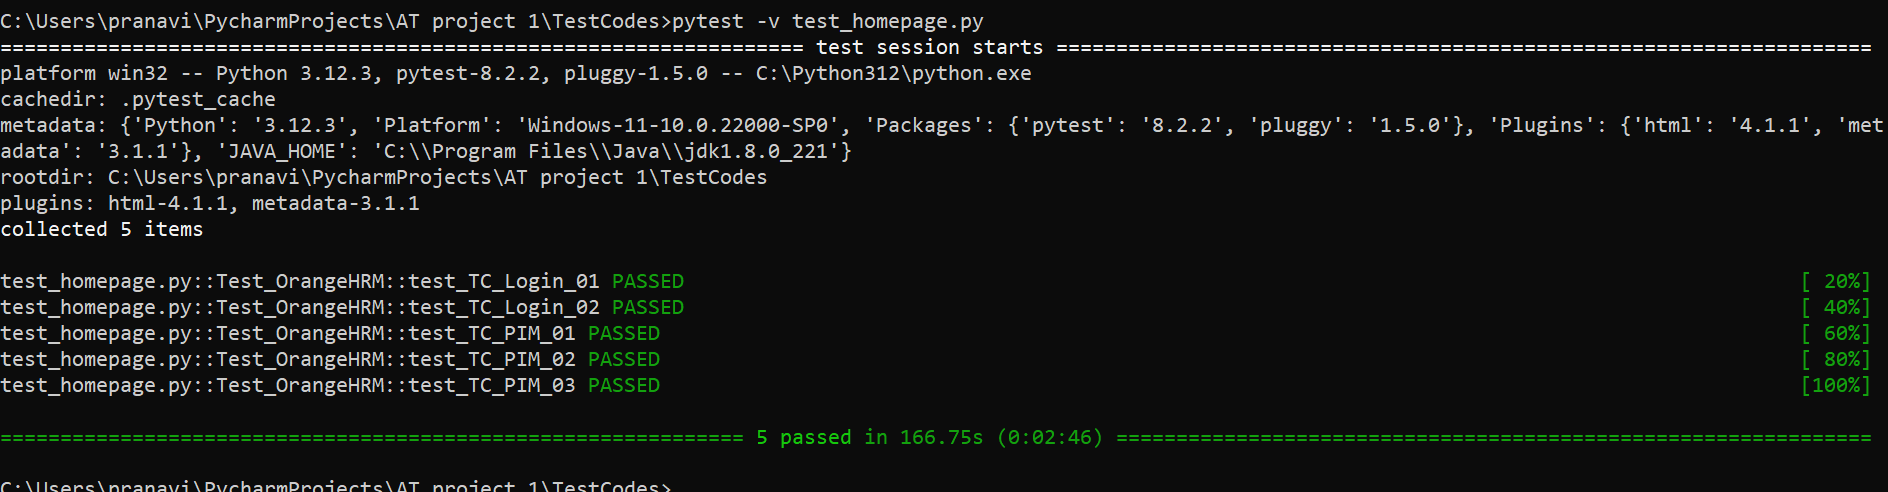 C:\Users\pranavi\PycharmProjects\AT project 1\TestCodes>pytest -v test_homepage.py
=================================================================== test session starts ====================================================================
platform win32 -- Python 3.12.3, pytest-8.2.2, pluggy-1.5.0 -- C:\Python312\python.exe
cachedir: .pytest_cache
metadata: {'Python': '3.12.3', 'Platform': 'Windows-11-10.0.22000-SP0', 'Packages': {'pytest': '8.2.2', 'pluggy': '1.5.0'}, 'Plugins': {'html': '4.1.1', 'met
adata': '3.1.1'}, 'JAVA_HOME': 'C:\\Program Files\\Java\\jdk1.8.0_221'}
rootdir: C:\Users\pranavi\PycharmProjects\AT project 1\TestCodes
plugins: html-4.1.1, metadata-3.1.1
collected 5 items
test_homepage.py::Test_OrangeHRM::test_TC_Login_01 PASSED [ 20%]
test_homepage.py::Test_OrangeHRM::test_TC_Login_02 PASSED [ 40%]
test_homepage.py::Test_OrangeHRM::test_TC_PIM_01 PASSED [ 60%]
test_homepage.py::Test_OrangeHRM::test_TC_PIM_02 PASSED [ 80%]
test_homepage.py::Test_OrangeHRM::test_TC_PIM_03 PASSED [100%]
============================================================== 5 passed in 166.75s (0:02:46) ===============================================================
C:\Users\pranavi\PycharmProjects\AT project 1\TestCodes>